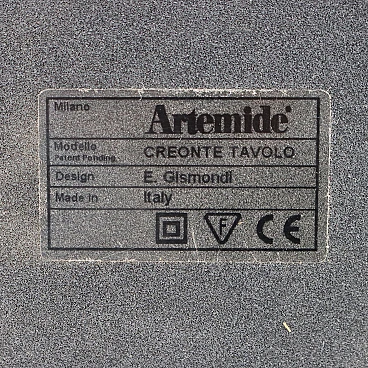 Milano Artemide
Modello
Patent Pending CREONTE TAVOLO
Design E. Gismondi
Made in Italy
F CE